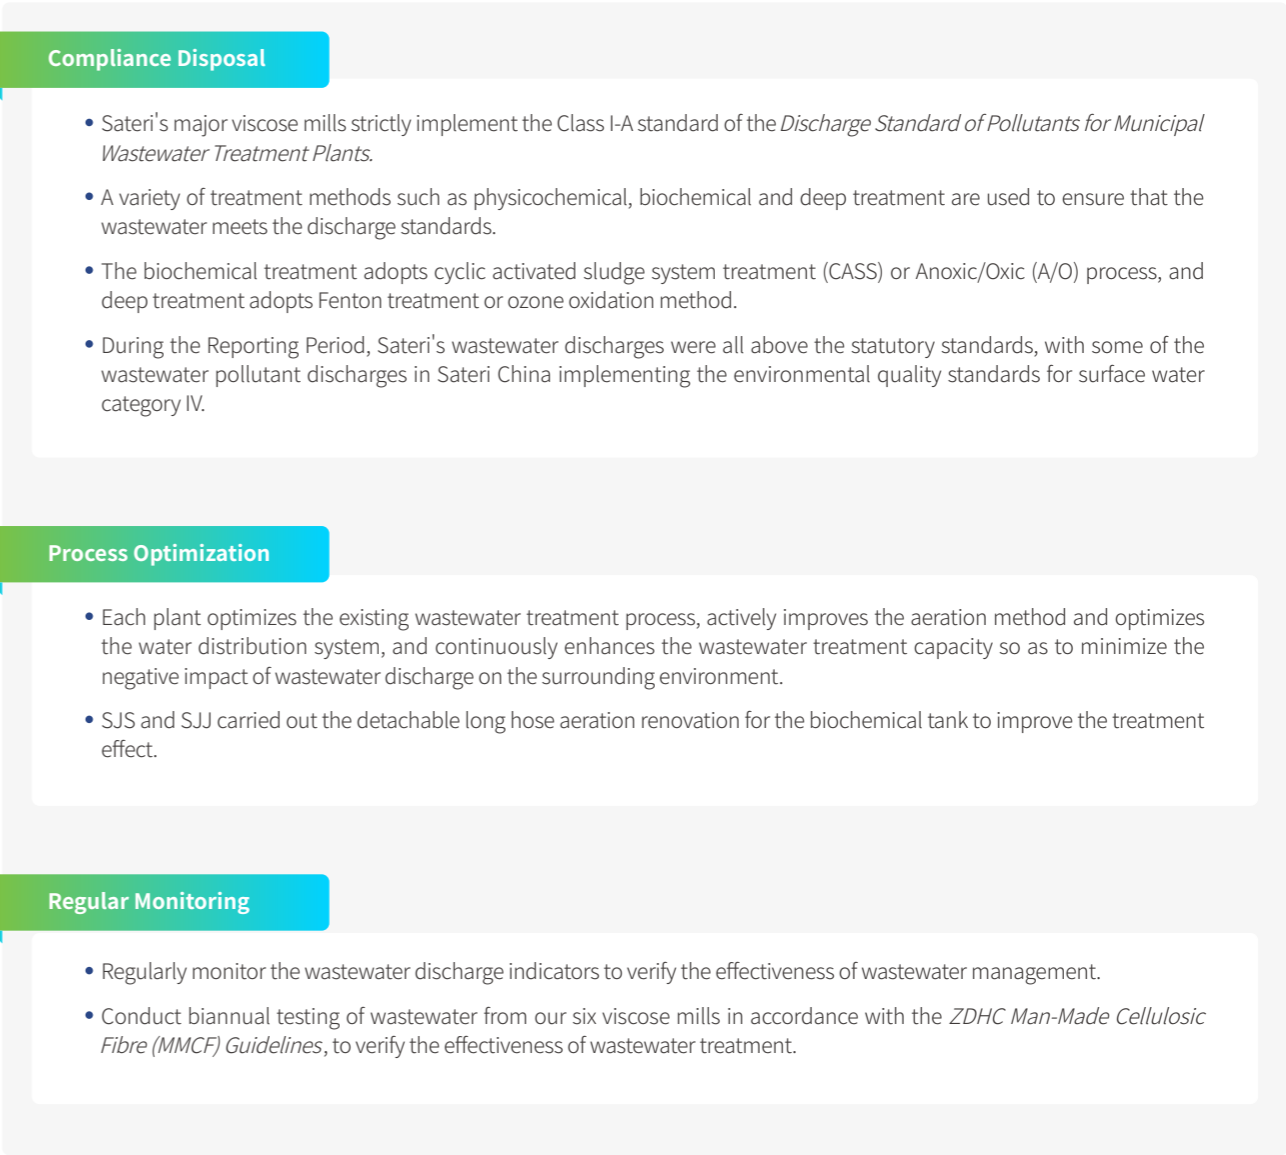 Compliance Disposal
• Sateri's major viscose mills strictly implement the Class I-A standard of the Discharge Standard of Pollutants for Municipal
Wastewater Treatment Plants.
• A variety of treatment methods such as physicochemical, biochemical and deep treatment are used to ensure that the
wastewater meets the discharge standards.
• The biochemical treatment adopts cyclic activated sludge system treatment (CASS) or Anoxic/Oxic (A/O) process, and
deep treatment adopts Fenton treatment or ozone oxidation method.
• During the Reporting Period, Sateri's wastewater discharges were all above the statutory standards, with some of the
wastewater pollutant discharges in Sateri China implementing the environmental quality standards for surface water
category IV.
Process Optimization
• Each plant optimizes the existing wastewater treatment process, actively improves the aeration method and optimizes
the water distribution system, and continuously enhances the wastewater treatment capacity so as to minimize the
negative impact of wastewater discharge on the surrounding environment.
• SJS and SJJ carried out the detachable long hose aeration renovation for the biochemical tank to improve the treatment
effect.
Regular Monitoring
• Regularly monitor the wastewater discharge indicators to verify the effectiveness of wastewater management.
• Conduct biannual testing of wastewater from our six viscose mills in accordance with the ZDHC Man-Made Cellulosic
Fibre (MMCF) Guidelines, to verify the effectiveness of wastewater treatment.